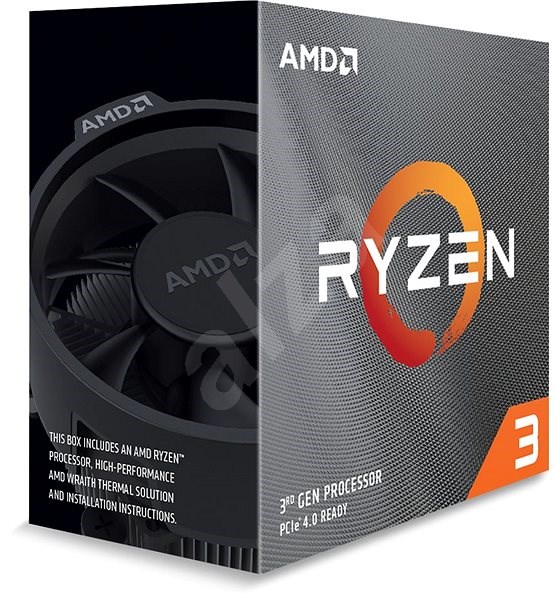 AMD
AMD
AMD
THIS BOX INCLUDES AN AMD RYZEN™
PROCESSOR, HIGH-PERFORMANCE
AMD WRAITH THERMAL SOLUTION
AND INSTALLATION INSTRUCTIONS.
RYZEN
3
3RD GEN PROCESSOR
PCIe® 4.0 READY
alza